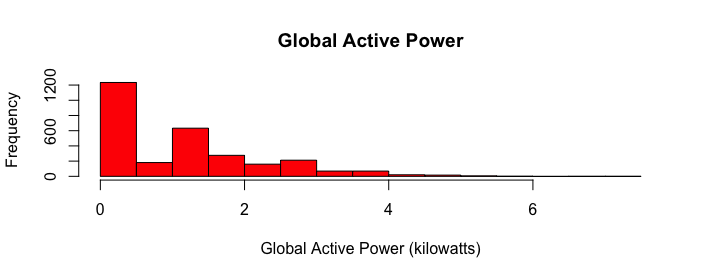 Global Active Power
Frequency
1200
600
0
0 2 4 6
Global Active Power (kilowatts)